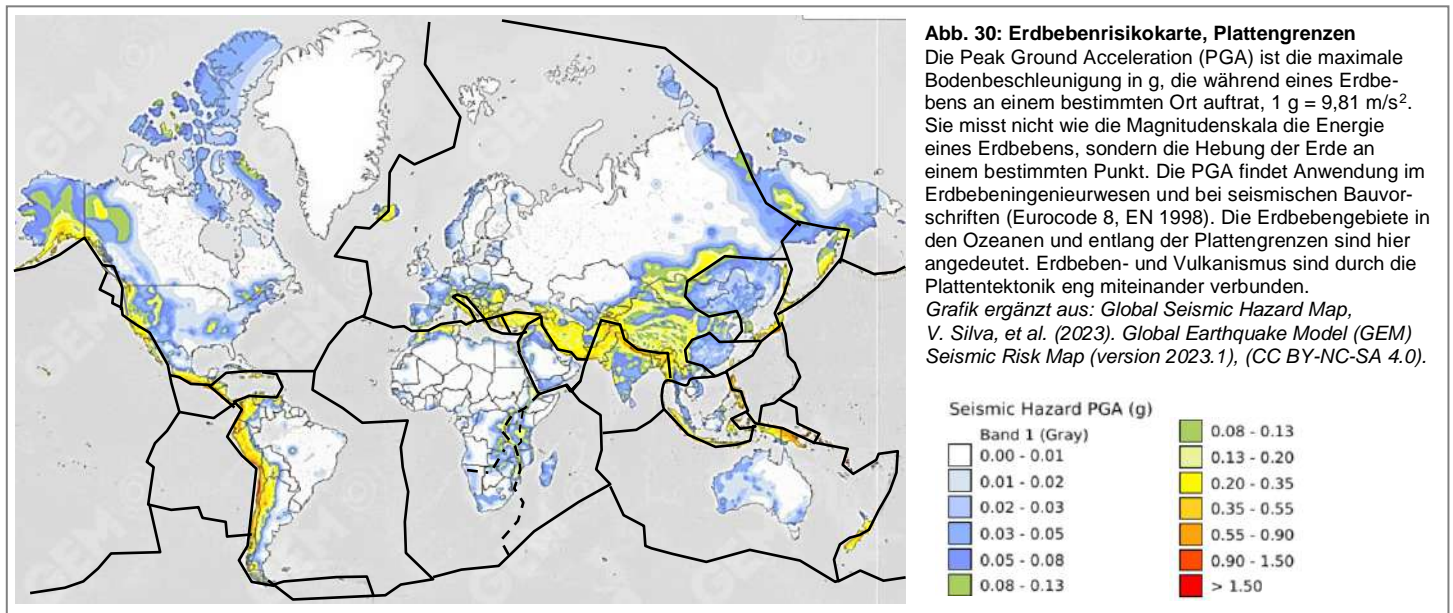 Abb. 30: Erdbebenrisikokarte, Plattengrenzen
Die Peak Ground Acceleration (PGA) ist die maximale
Bodenbeschleunigung in g, die während eines Erdbe-
bens an einem bestimmten Ort auftrat, 1 g = 9,81 m/s².
Sie misst nicht wie die Magnitudenskala die Energie
eines Erdbebens, sondern die Hebung der Erde an
einem bestimmten Punkt. Die PGA findet Anwendung im
Erdbebeningenieurwesen und bei seismischen Bauvor-
schriften (Eurocode 8, EN 1998). Die Erdbebengebiete in
den Ozeanen und entlang der Plattengrenzen sind hier
angedeutet. Erdbeben- und Vulkanismus sind durch die
Plattentektonik eng miteinander verbunden.
Grafik ergänzt aus: Global Seismic Hazard Map,
V. Silva, et al. (2023). Global Earthquake Model (GEM)
Seismic Risk Map (version 2023.1), (CC BY-NC-SA 4.0).
Seismic Hazard PGA (g)
Band 1 (Gray)
0.00 - 0.01
0.01 - 0.02
0.02 - 0.03
0.03 - 0.05
0.05 - 0.08
0.08 - 0.13
0.08 - 0.13
0.13 - 0.20
0.20 - 0.35
0.35 - 0.55
0.55 - 0.90
0.90 - 1.50
> 1.50
GEM ©
GEM ©
GEM
GEM